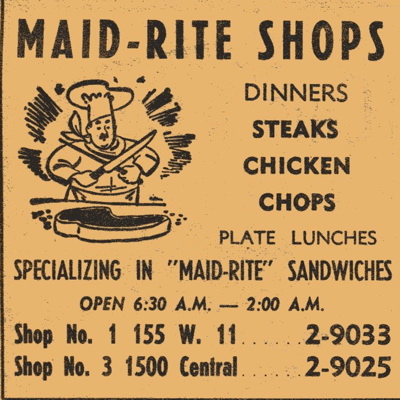 MAID-RITE SHOPS
DINNERS
STEAKS
CHICKEN
CHOPS
PLATE LUNCHES
SPECIALIZING IN "MAID-RITE" SANDWICHES
OPEN 6:30 A.M. — 2:00 A.M.
Shop No. 1 155 W. 11......2-9033
Shop No. 3 1500 Central......2-9025